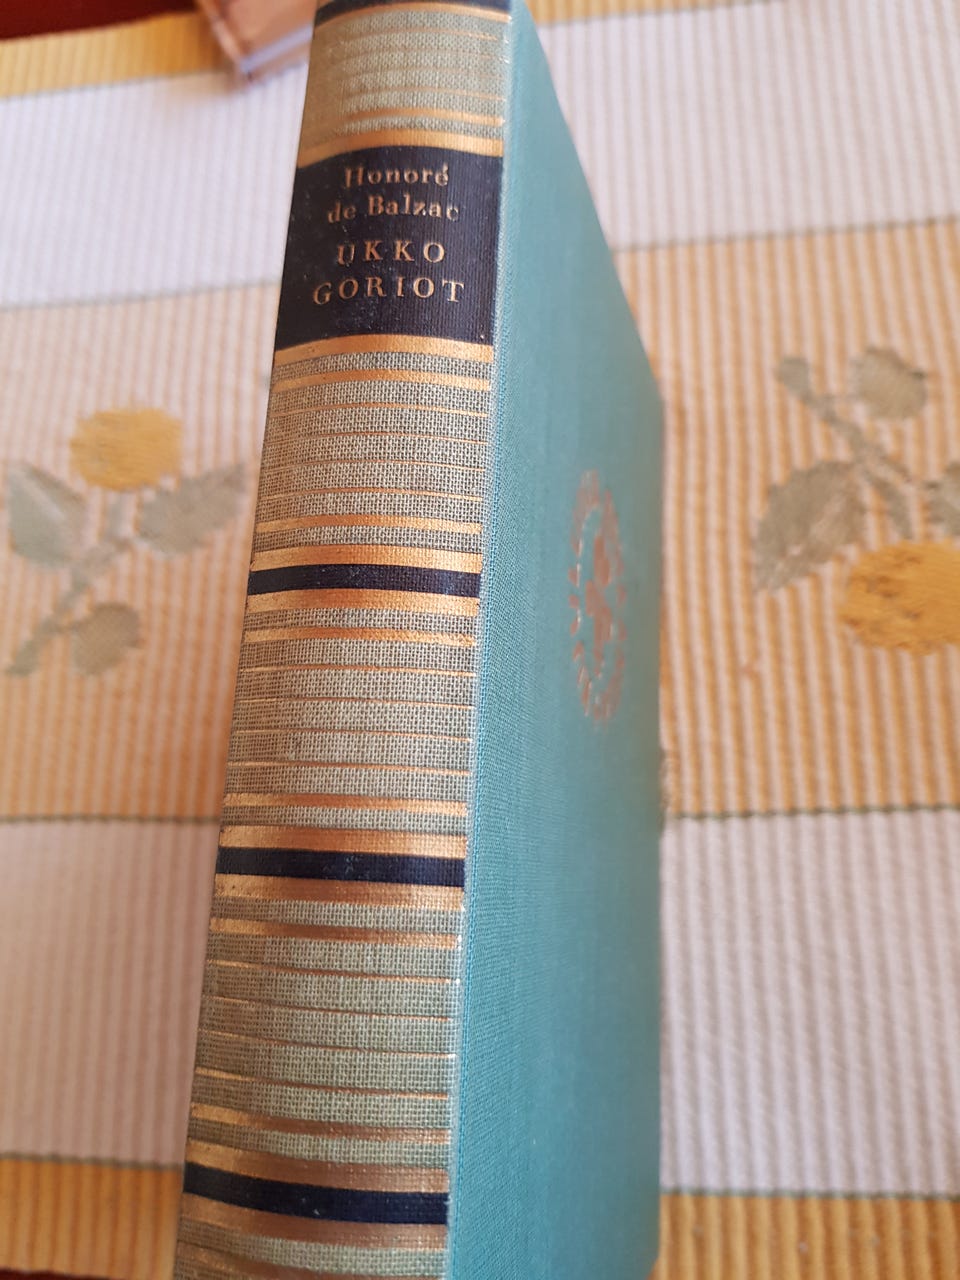 Honoré
de Balzac
UKKO
GORIOT